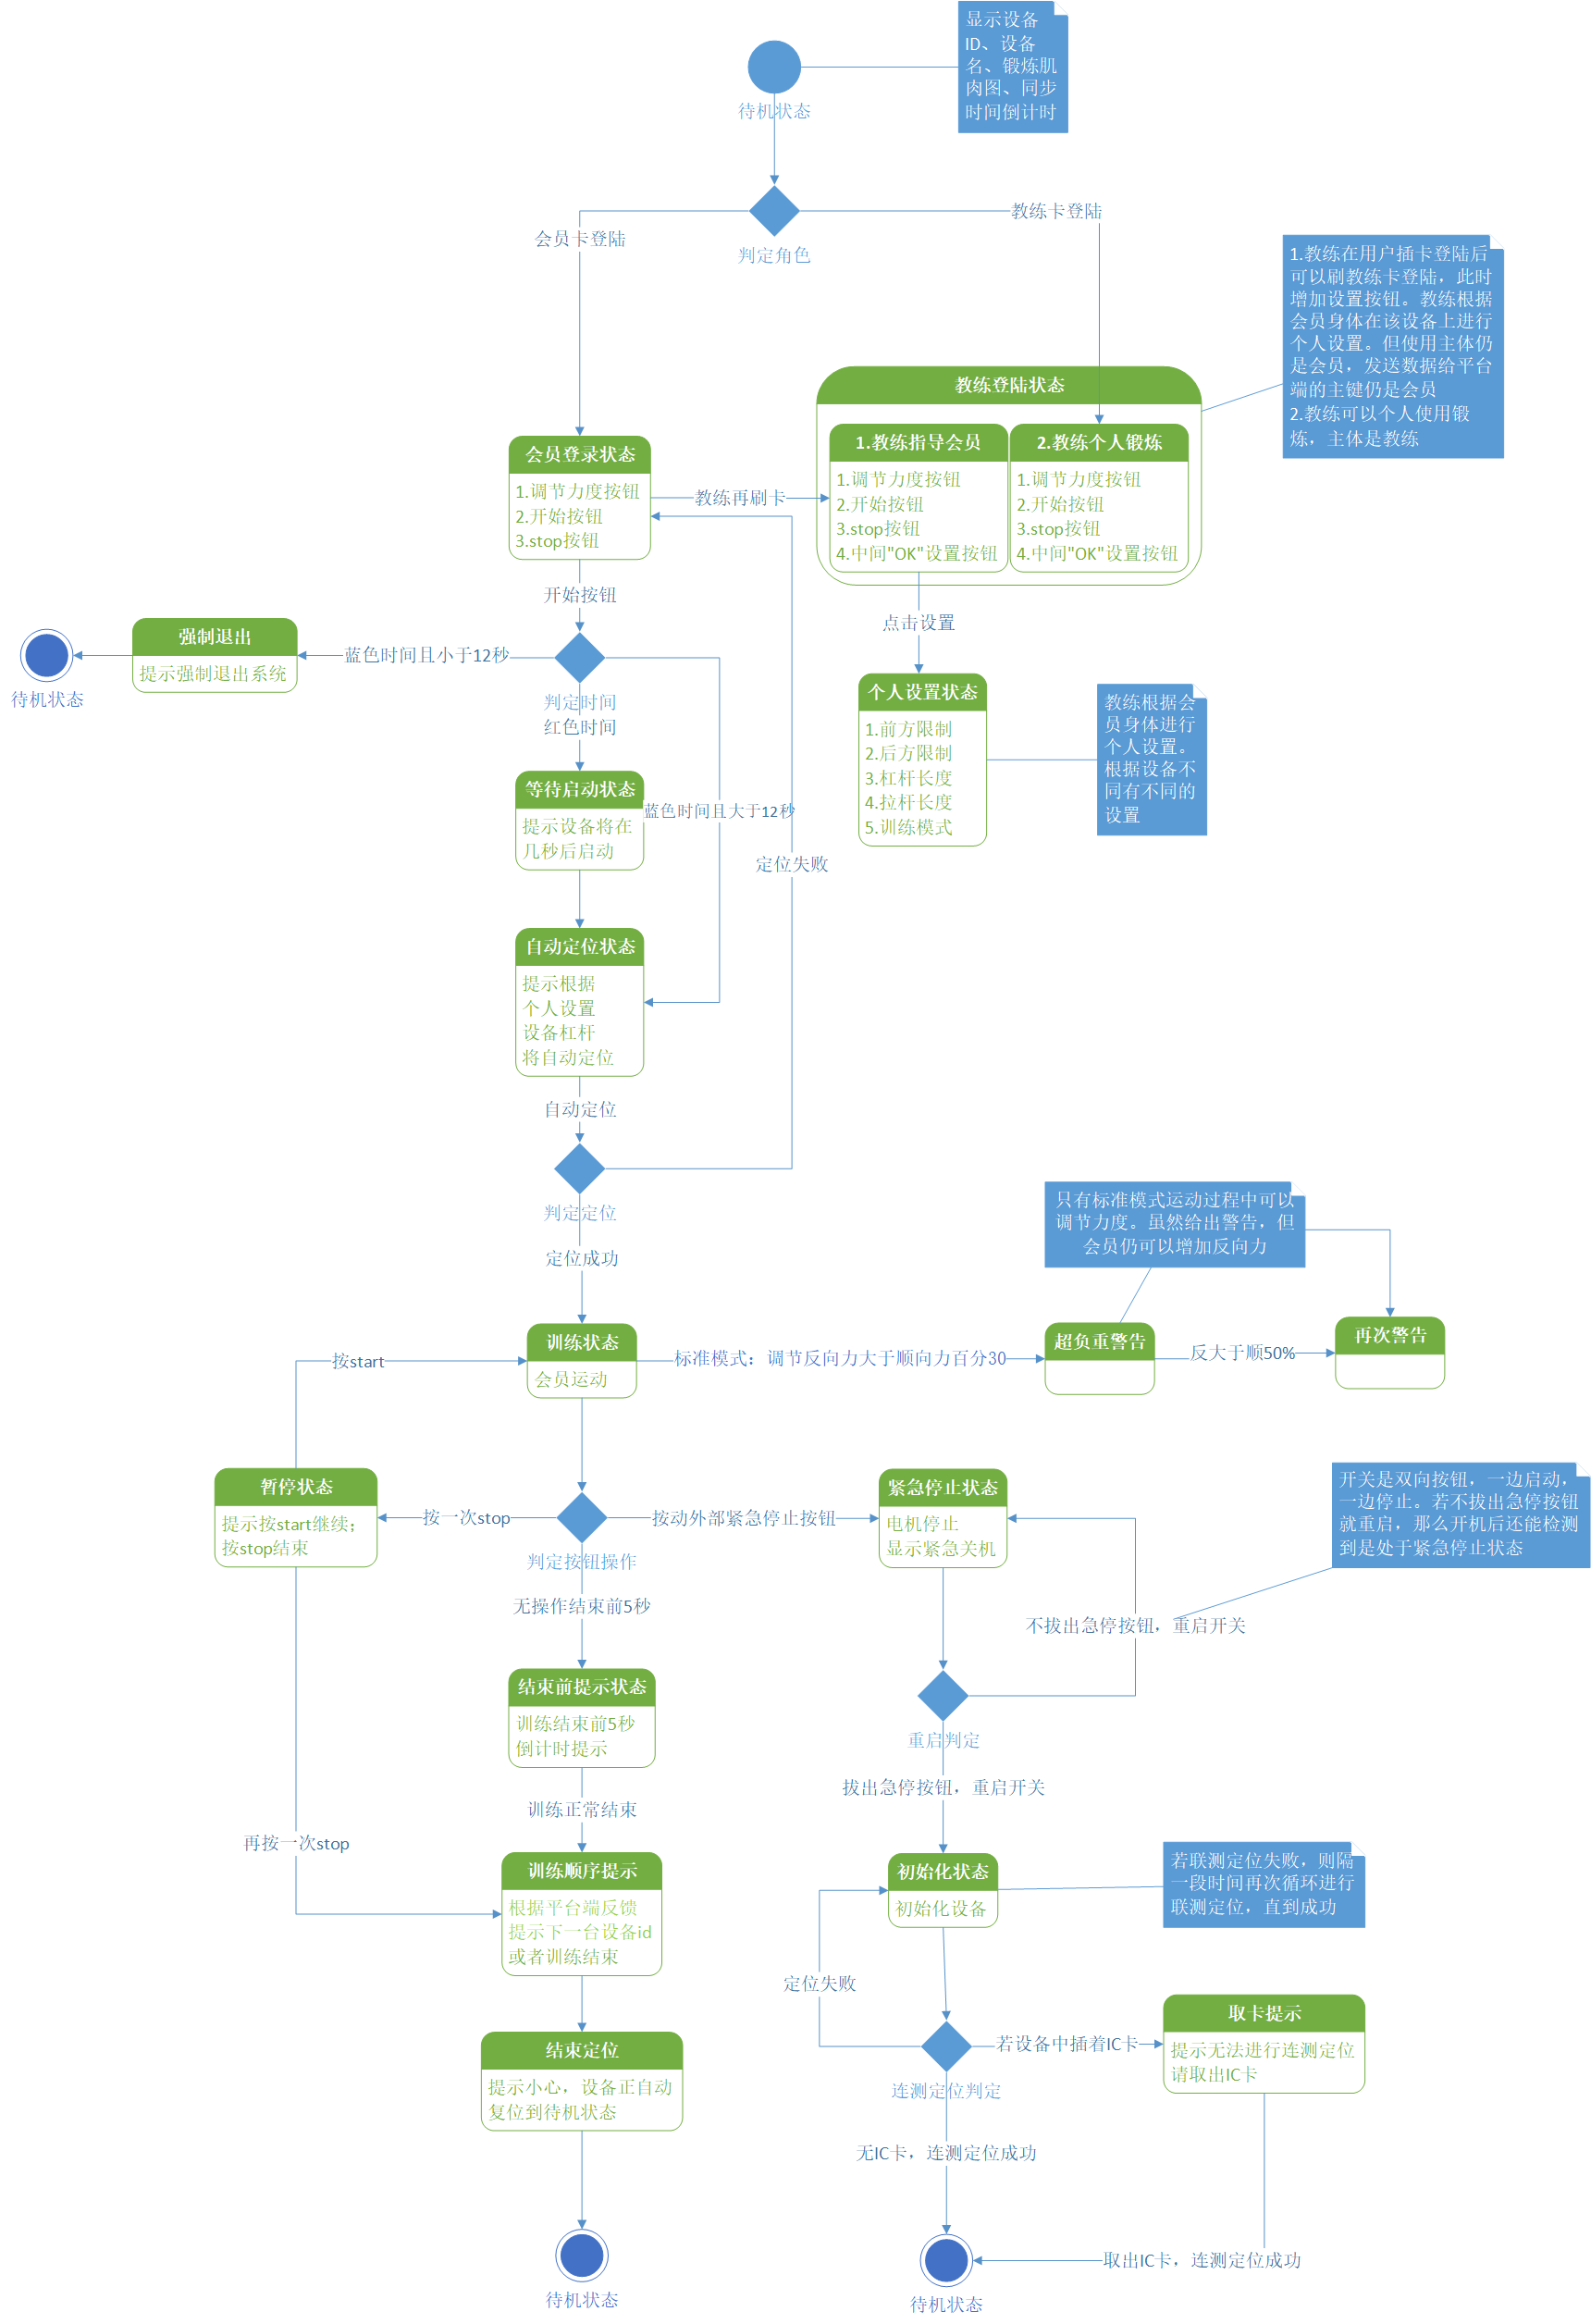 显示设备
ID、设备
名、锻炼肌
肉图、同步
时间倒计时
待机状态
判定角色
会员卡登陆
教练卡登陆
1.教练在用户插卡登陆后
可以刷教练卡登陆，此时
增加设置按钮。教练根据
会员身体在该设备上进行
个人设置。但使用主体仍
是会员，发送数据给平台
端的主键仍是会员
2.教练可以个人使用锻
炼，主体是教练
教练登陆状态
1.教练指导会员
1.调节力度按钮
2.开始按钮
3.stop按钮
4.中间"OK"设置按钮
2.教练个人锻炼
1.调节力度按钮
2.开始按钮
3.stop按钮
4.中间"OK"设置按钮
会员登录状态
1.调节力度按钮
2.开始按钮
3.stop按钮
教练再刷卡
开始按钮
点击设置
强制退出
提示强制退出系统
待机状态
蓝色时间且小于12秒
判定时间
红色时间
个人设置状态
1.前方限制
2.后方限制
3.杠杆长度
4.拉杆长度
5.训练模式
教练根据会
员身体进行
个人设置。
根据设备不
同有不同的
设置
等待启动状态
提示设备将在
几秒后启动
蓝色时间且大于12秒
定位失败
自动定位状态
提示根据
个人设置
设备杠杆
将自动定位
自动定位
判定定位
定位成功
只有标准模式运动过程中可以
调节力度。虽然给出警告，但
会员仍可以增加反向力
训练状态
会员运动
按start
标准模式：调节反向力大于顺向力百分30
超负重警告
反大于顺50%
再次警告
暂停状态
提示按start继续；
按stop结束
按一次stop
判定按钮操作
按动外部紧急停止按钮
紧急停止状态
电机停止
显示紧急关机
开关是双向按钮，一边启动，
一边停止。若不拔出急停按钮
就重启，那么开机后还能检测
到是处于紧急停止状态
无操作结束前5秒
不拔出急停按钮，重启开关
结束前提示状态
训练结束前5秒
倒计时提示
重启判定
拔出急停按钮，重启开关
训练正常结束
再按一次stop
训练顺序提示
根据平台端反馈
提示下一台设备id
或者训练结束
初始化状态
初始化设备
若联测定位失败，则隔
一段时间再次循环进行
联测定位，直到成功
定位失败
结束定位
提示小心，设备正自动
复位到待机状态
连测定位判定
若设备中插着IC卡
取卡提示
提示无法进行连测定位
请取出IC卡
无IC卡，连测定位成功
取出IC卡，连测定位成功
待机状态
待机状态